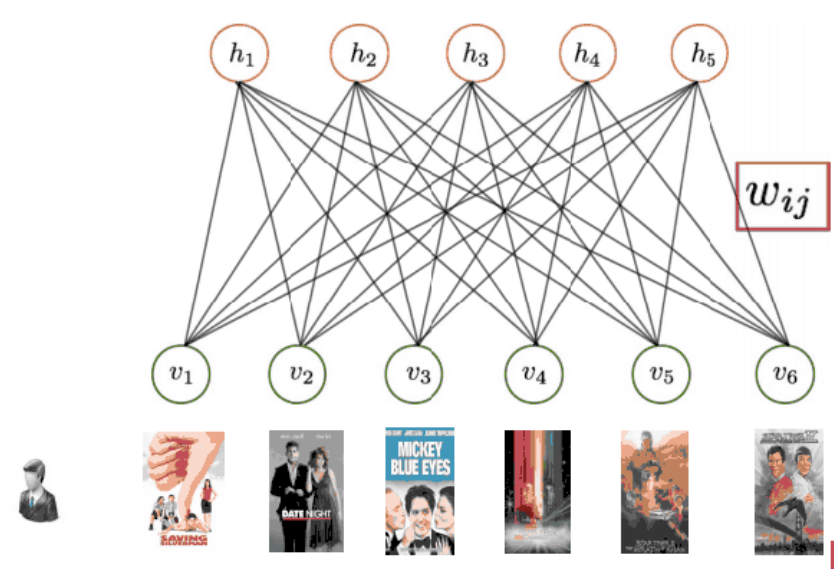 h1 h2 h3 h4 h5
wij
v1 v2 v3 v4 v5 v6
SAVING
SILVERMAN
DATE NIGHT
MICKEY
BLUE EYES